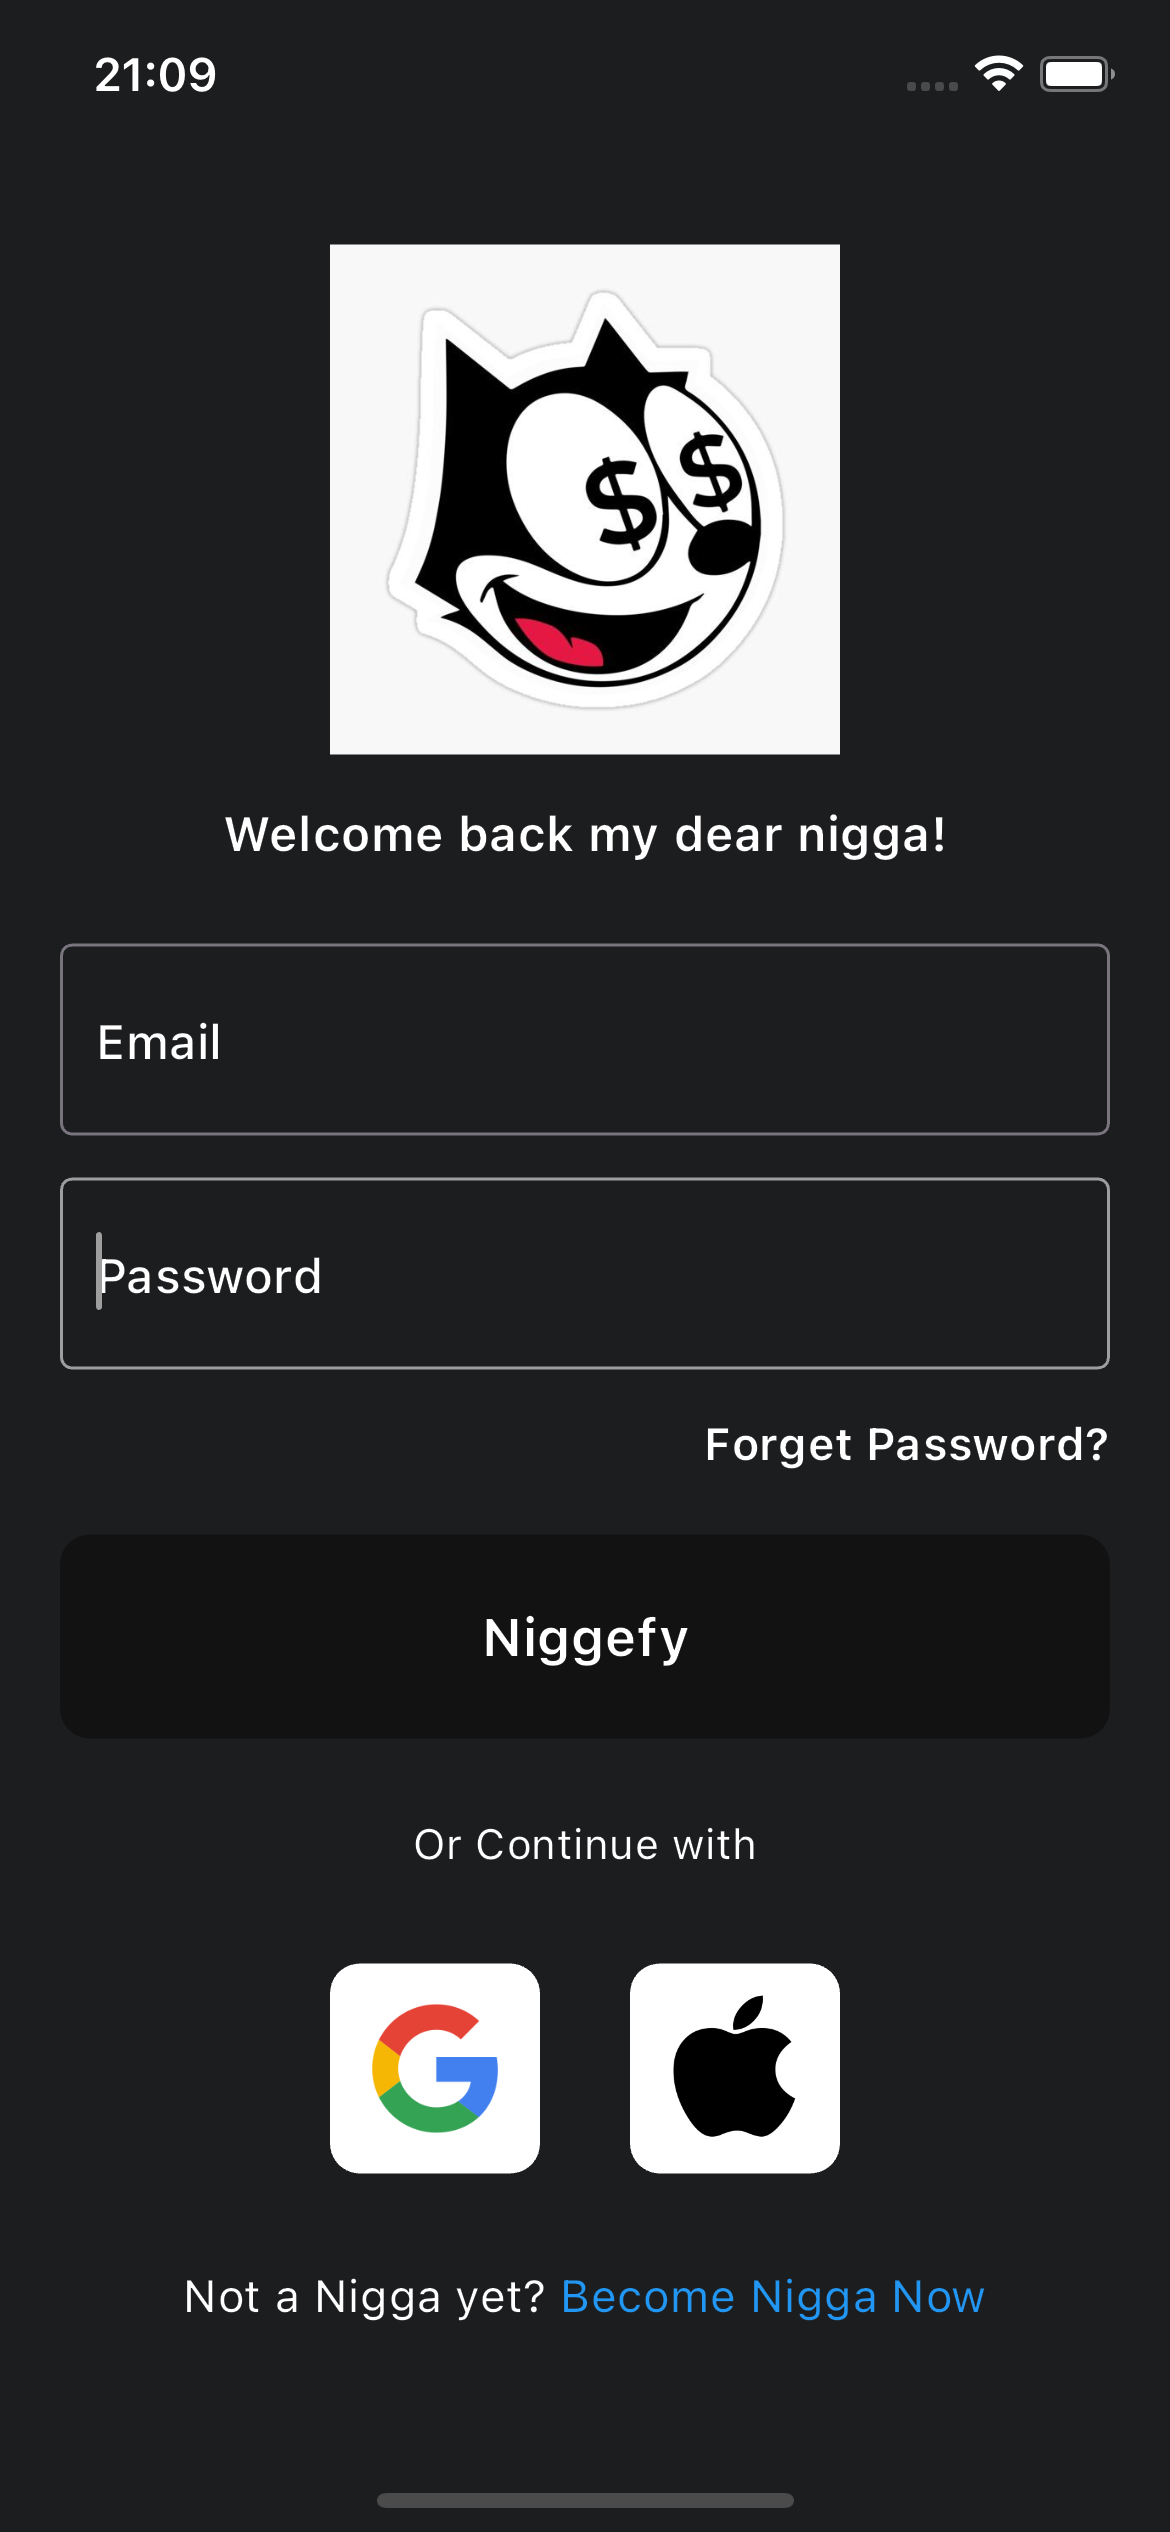 21:09
$ $
Welcome back my dear nigga!
Email
Password
Forget Password?
Niggefy
Or Continue with
Not a Nigga yet? Become Nigga Now